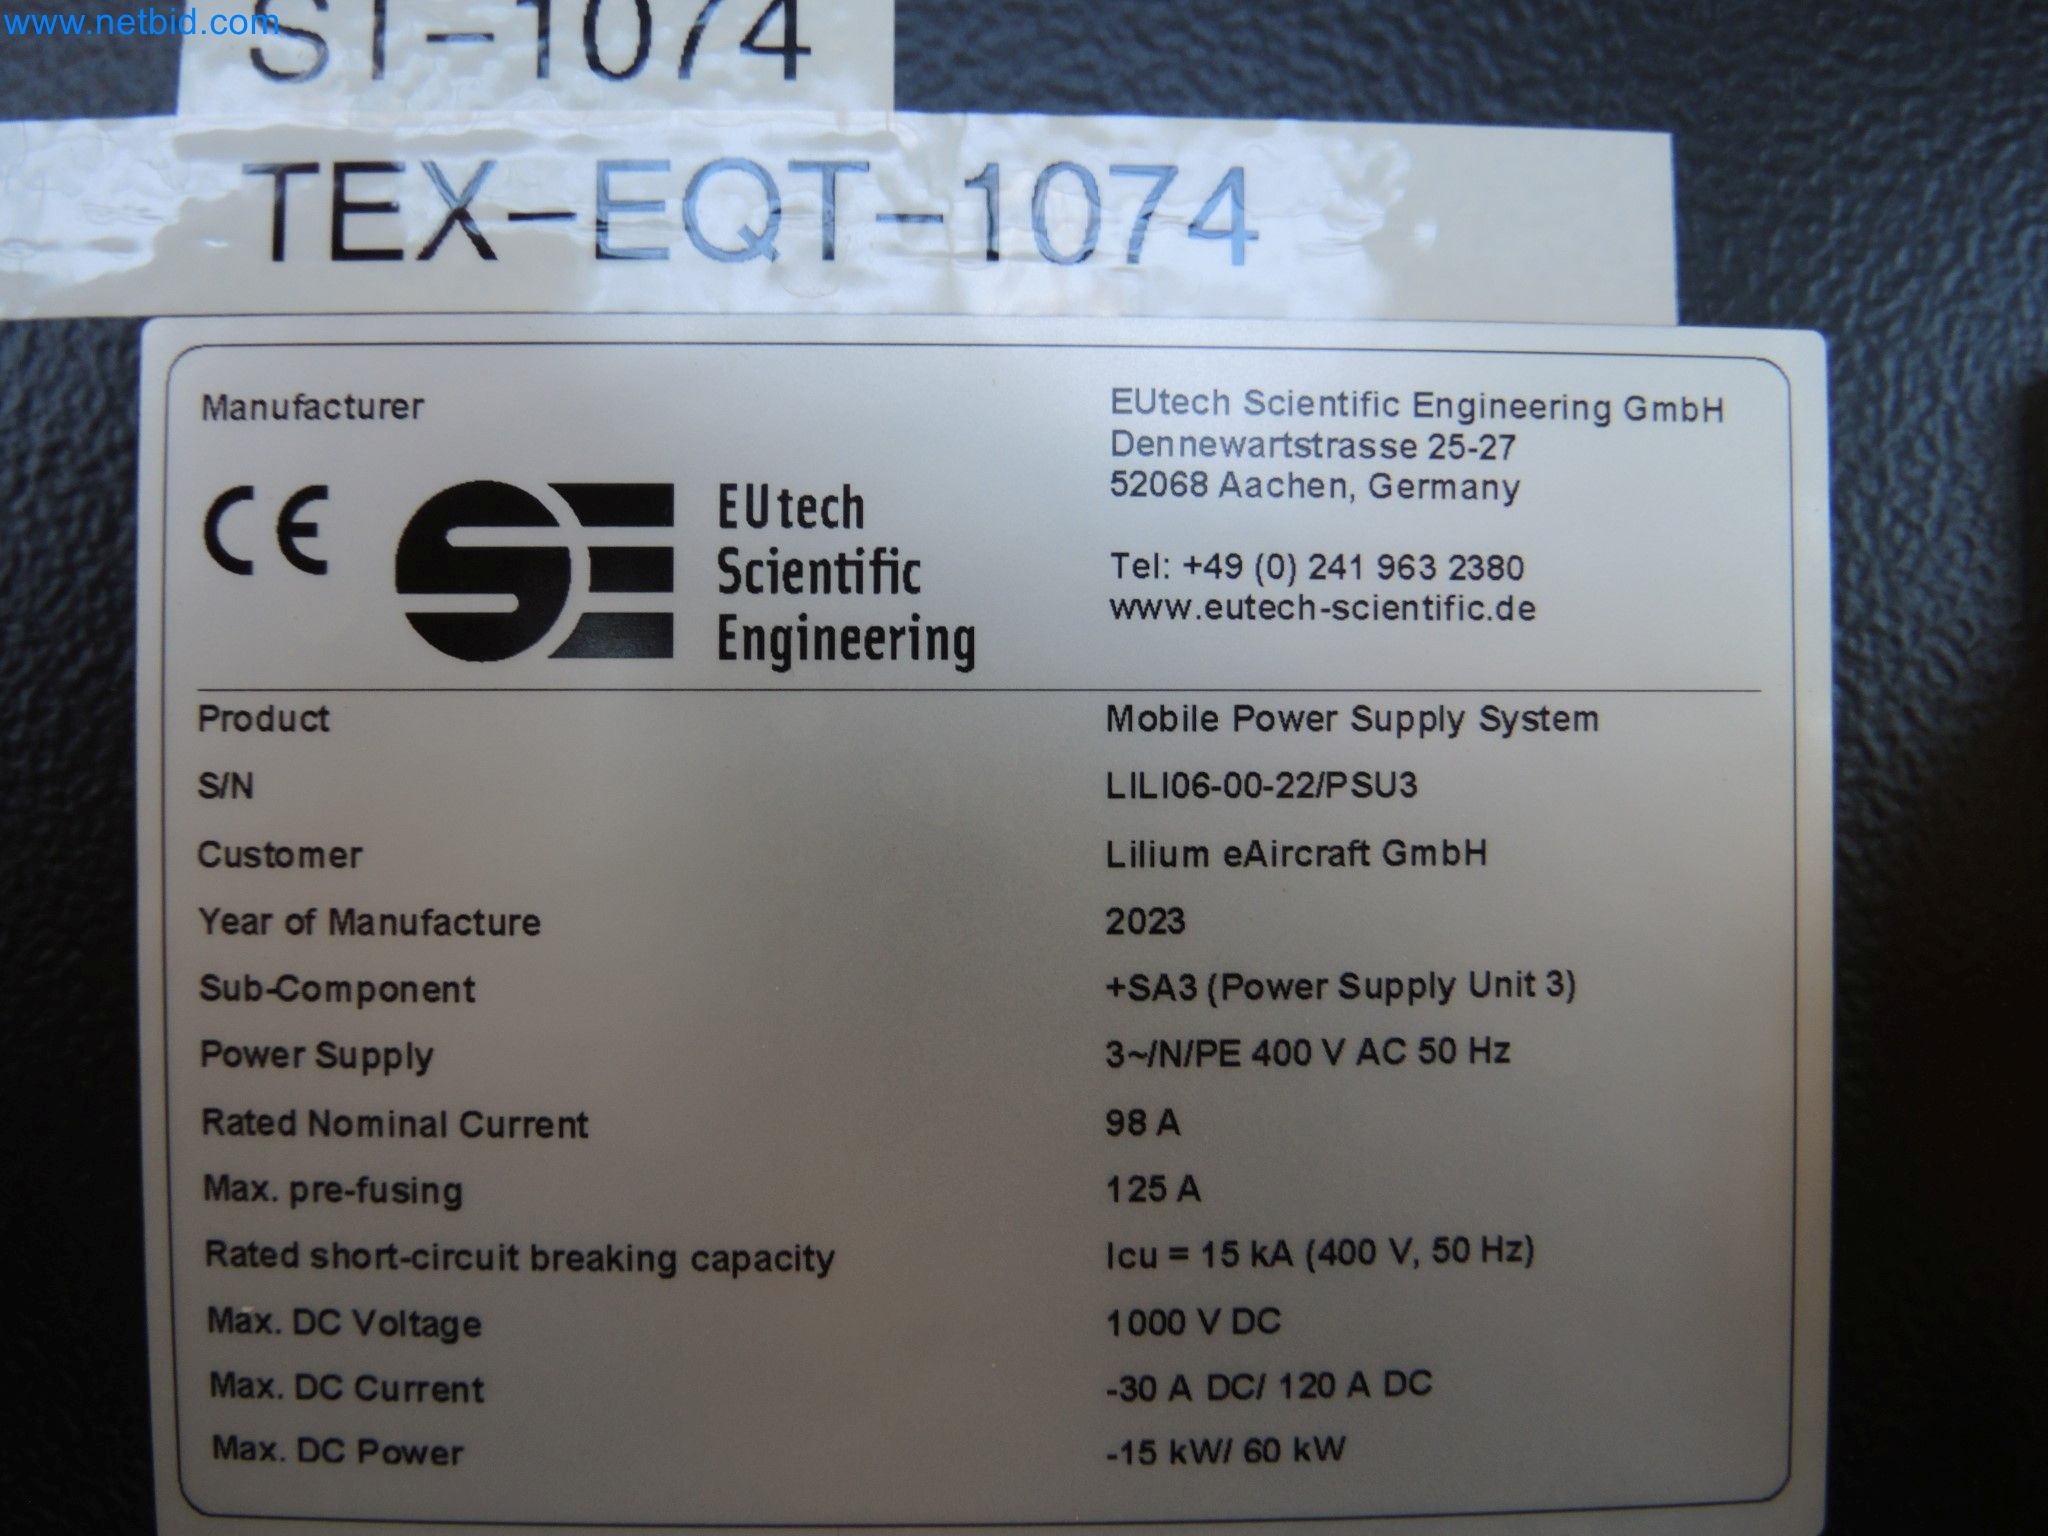 www.netbid.com
ST-1074
TEX-EQT-1074
Manufacturer
EUtech Scientific Engineering GmbH
Dennewartstrasse 25-27
52068 Aachen, Germany
CE
SE
EUtech
Scientific
Engineering
Tel: +49 (0) 241 963 2380
www.eutech-scientific.de
Product Mobile Power Supply System
S/N LILI06-00-22/PSU3
Customer Lilium eAircraft GmbH
Year of Manufacture 2023
Sub-Component +SA3 (Power Supply Unit 3)
Power Supply 3~/N/PE 400 V AC 50 Hz
Rated Nominal Current 98 A
Max. pre-fusing 125 A
Rated short-circuit breaking capacity Icu = 15 kA (400 V, 50 Hz)
Max. DC Voltage 1000 V DC
Max. DC Current -30 A DC/ 120 A DC
Max. DC Power -15 kW/ 60 kW